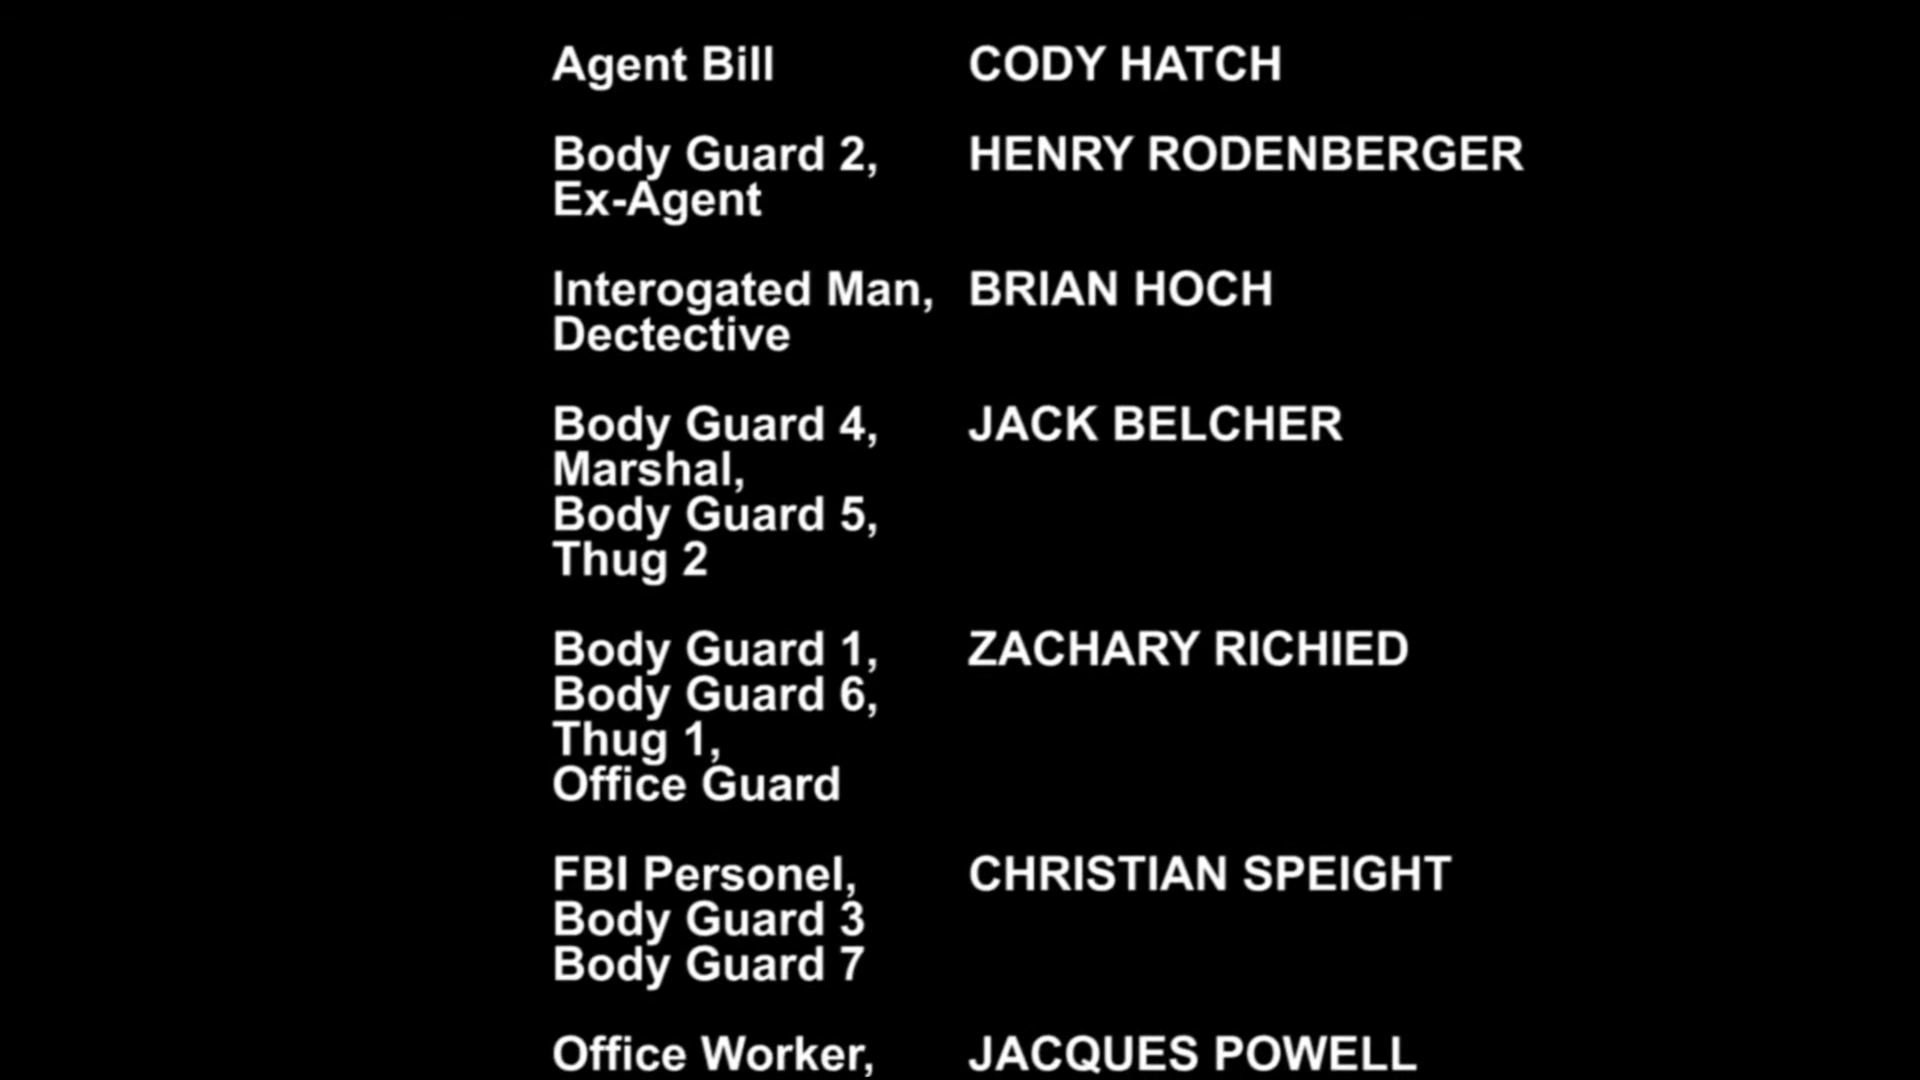 Agent Bill CODY HATCH
Body Guard 2, HENRY RODENBERGER
Ex-Agent
Interogated Man, BRIAN HOCH
Dectective
Body Guard 4, JACK BELCHER
Marshal,
Body Guard 5,
Thug 2
Body Guard 1, ZACHARY RICHIED
Body Guard 6,
Thug 1,
Office Guard
FBI Personel, CHRISTIAN SPEIGHT
Body Guard 3
Body Guard 7
Office Worker, JACQUES POWELL